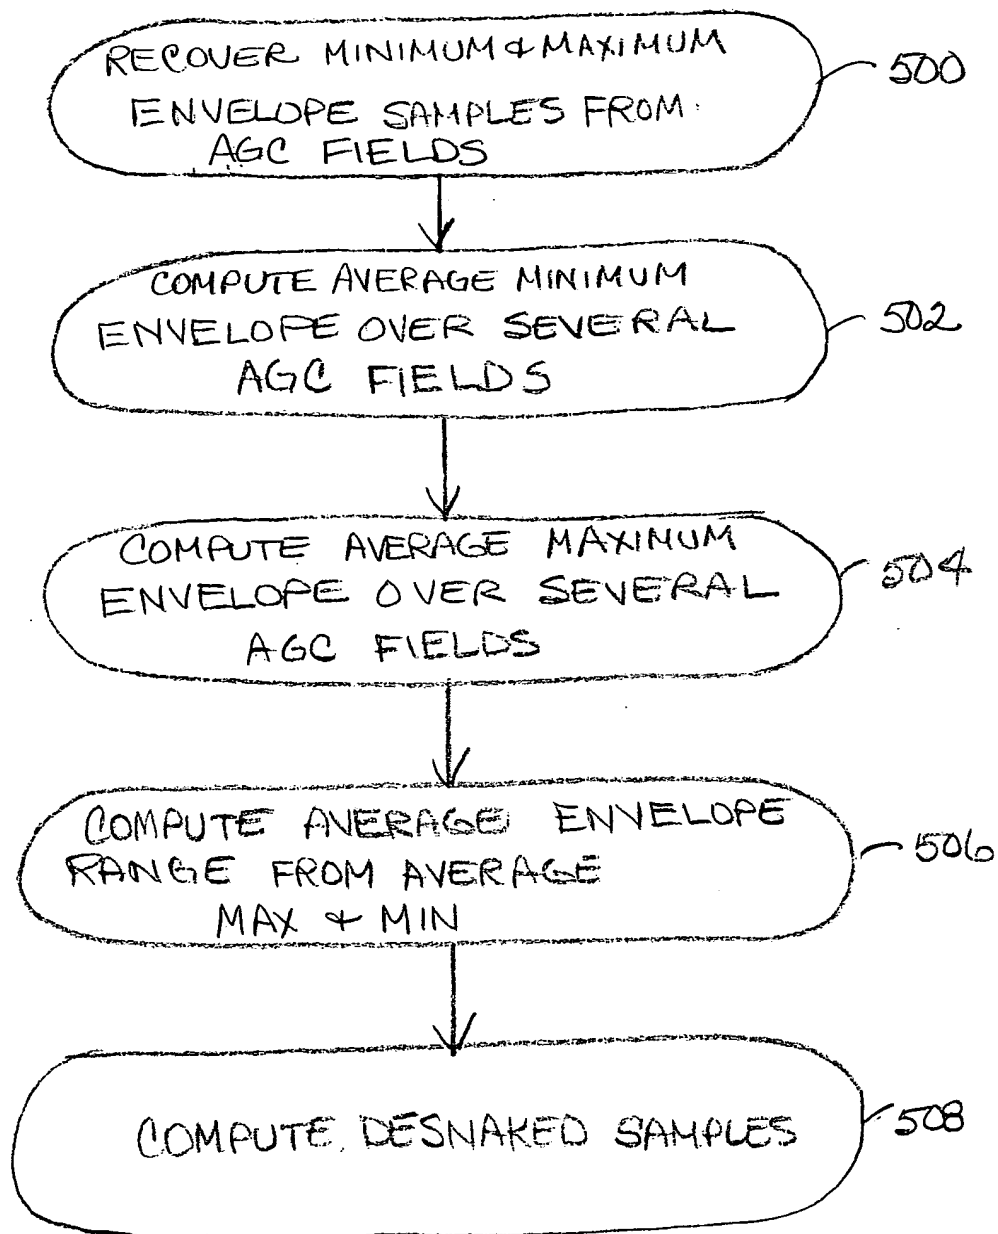 RECOVER MINIMUM & MAXIMUM
ENVELOPE SAMPLES FROM
AGC FIELDS
500
COMPUTE AVERAGE MINIMUM
ENVELOPE OVER SEVERAL
AGC FIELDS
502
COMPUTE AVERAGE MAXIMUM
ENVELOPE OVER SEVERAL
AGC FIELDS
504
COMPUTE AVERAGE ENVELOPE
RANGE FROM AVERAGE
MAX & MIN
506
COMPUTE DESNAKED SAMPLES
508